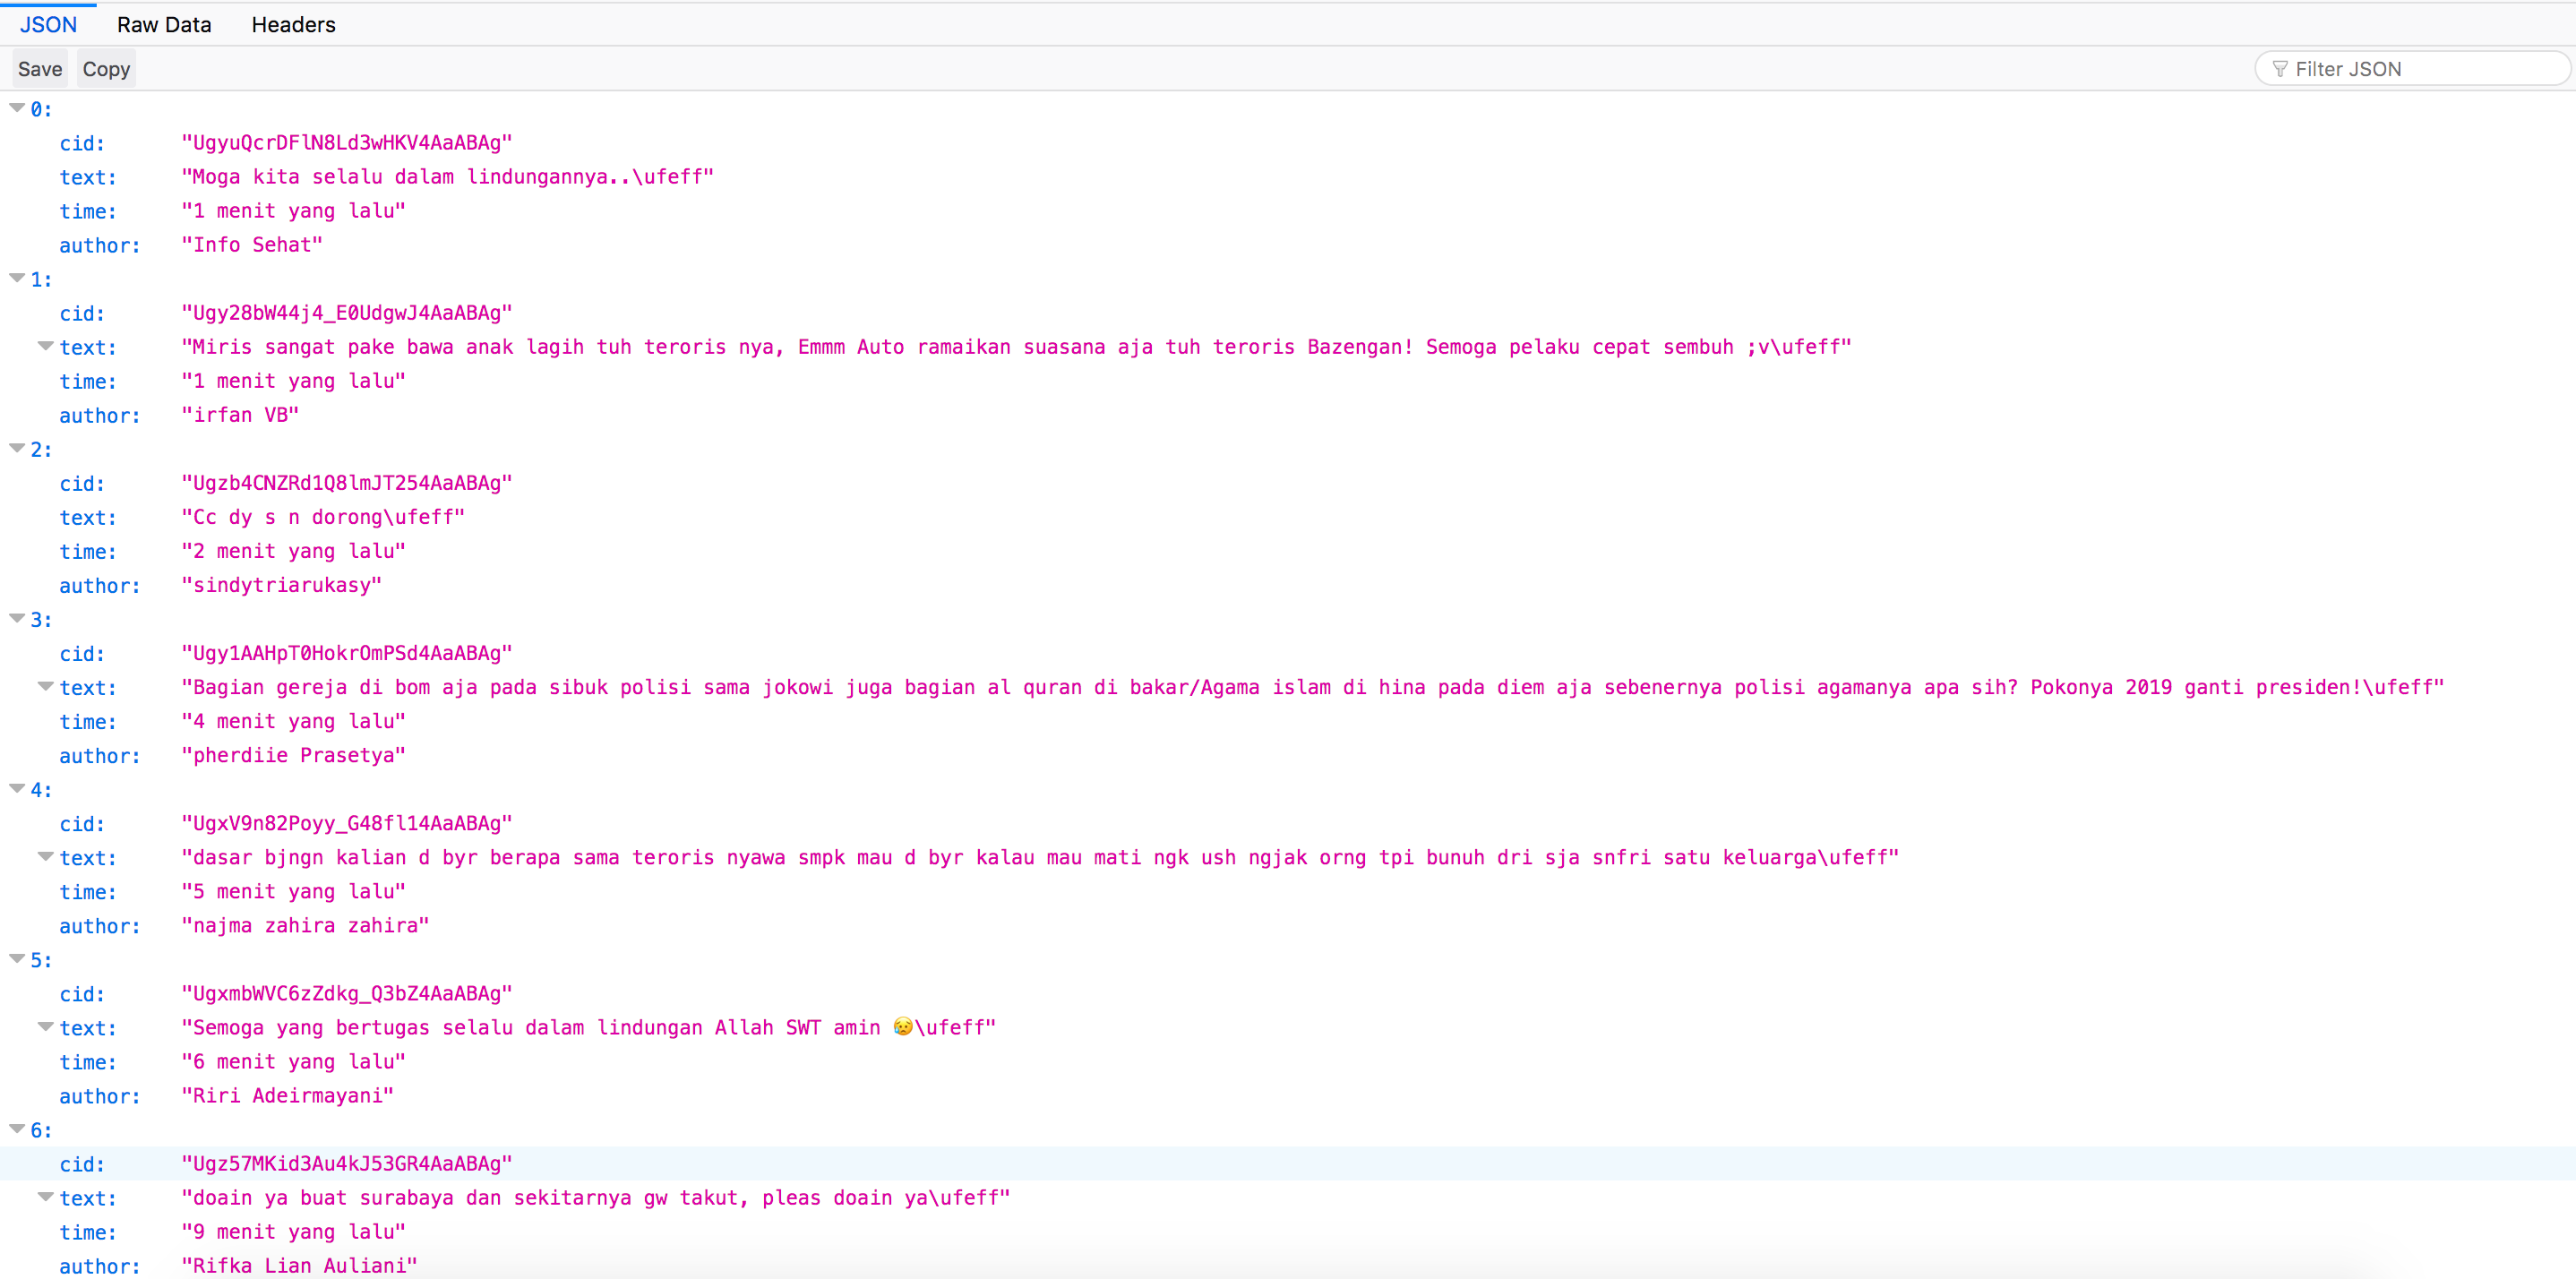 JSON Raw Data Headers
Save Copy Filter JSON
0:
cid: "UgyuQcrDFlN8Ld3wHKV4AaABAg"
text: "Moga kita selalu dalam lindungannya..\ufeff"
time: "1 menit yang lalu"
author: "Info Sehat"
1:
cid: "Ugy28bW44j4_E0UdgwJ4AaABAg"
text: "Miris sangat pake bawa anak lagih tuh teroris nya, Emmm Auto ramaikan suasana aja tuh teroris Bazengan! Semoga pelaku cepat sembuh ;v\ufeff"
time: "1 menit yang lalu"
author: "irfan VB"
2:
cid: "Ugzb4CNZRd1Q8lmJT254AaABAg"
text: "Cc dy s n dorong\ufeff"
time: "2 menit yang lalu"
author: "sindytriarukasy"
3:
cid: "Ugy1AAHpT0HokrOmPSd4AaABAg"
text: "Bagian gereja di bom aja pada sibuk polisi sama jokowi juga bagian al quran di bakar/Agama islam di hina pada diem aja sebenernya polisi agamanya apa sih? Pokonya 2019 ganti presiden!\ufeff"
time: "4 menit yang lalu"
author: "pherdiie Prasetya"
4:
cid: "UgxV9n82Poyy_G48fl14AaABAg"
text: "dasar bjngn kalian d byr berapa sama teroris nyawa smpk mau d byr kalau mau mati ngk ush ngjak orng tpi bunuh dri sja snfri satu keluarga\ufeff"
time: "5 menit yang lalu"
author: "najma zahira zahira"
5:
cid: "UgxmbWVC6zZdkg_Q3bZ4AaABAg"
text: "Semoga yang bertugas selalu dalam lindungan Allah SWT amin 😥\ufeff"
time: "6 menit yang lalu"
author: "Riri Adeirmayani"
6:
cid: "Ugz57MKid3Au4kJ53GR4AaABAg"
text: "doain ya buat surabaya dan sekitarnya gw takut, pleas doain ya\ufeff"
time: "9 menit yang lalu"
author: "Rifka Lian Auliani"